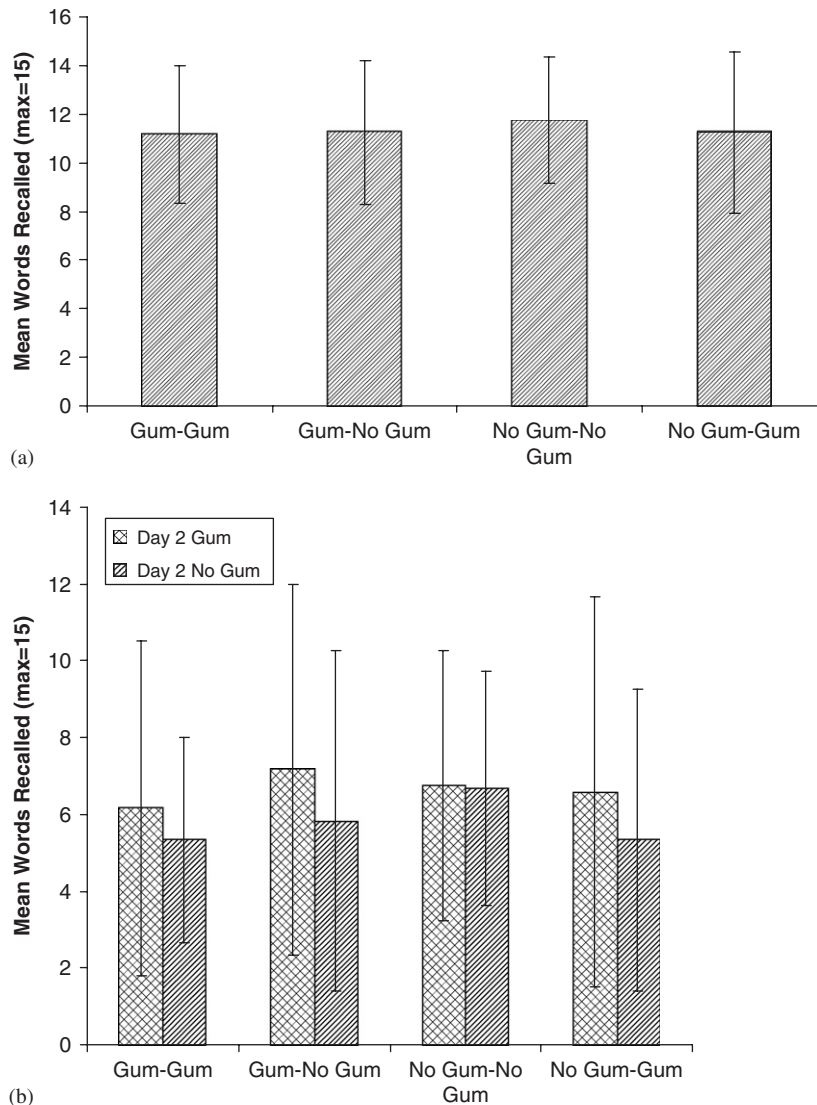 16
14
12
10
8
6
4
2
0
Mean Words Recalled (max=15)
Gum-Gum
Gum-No Gum
No Gum-No
Gum
No Gum-Gum
(a)
14
12
10
8
6
4
2
0
Mean Words Recalled (max=15)
Day 2 Gum
Day 2 No Gum
Gum-Gum
Gum-No Gum
No Gum-No
Gum
No Gum-Gum
(b)